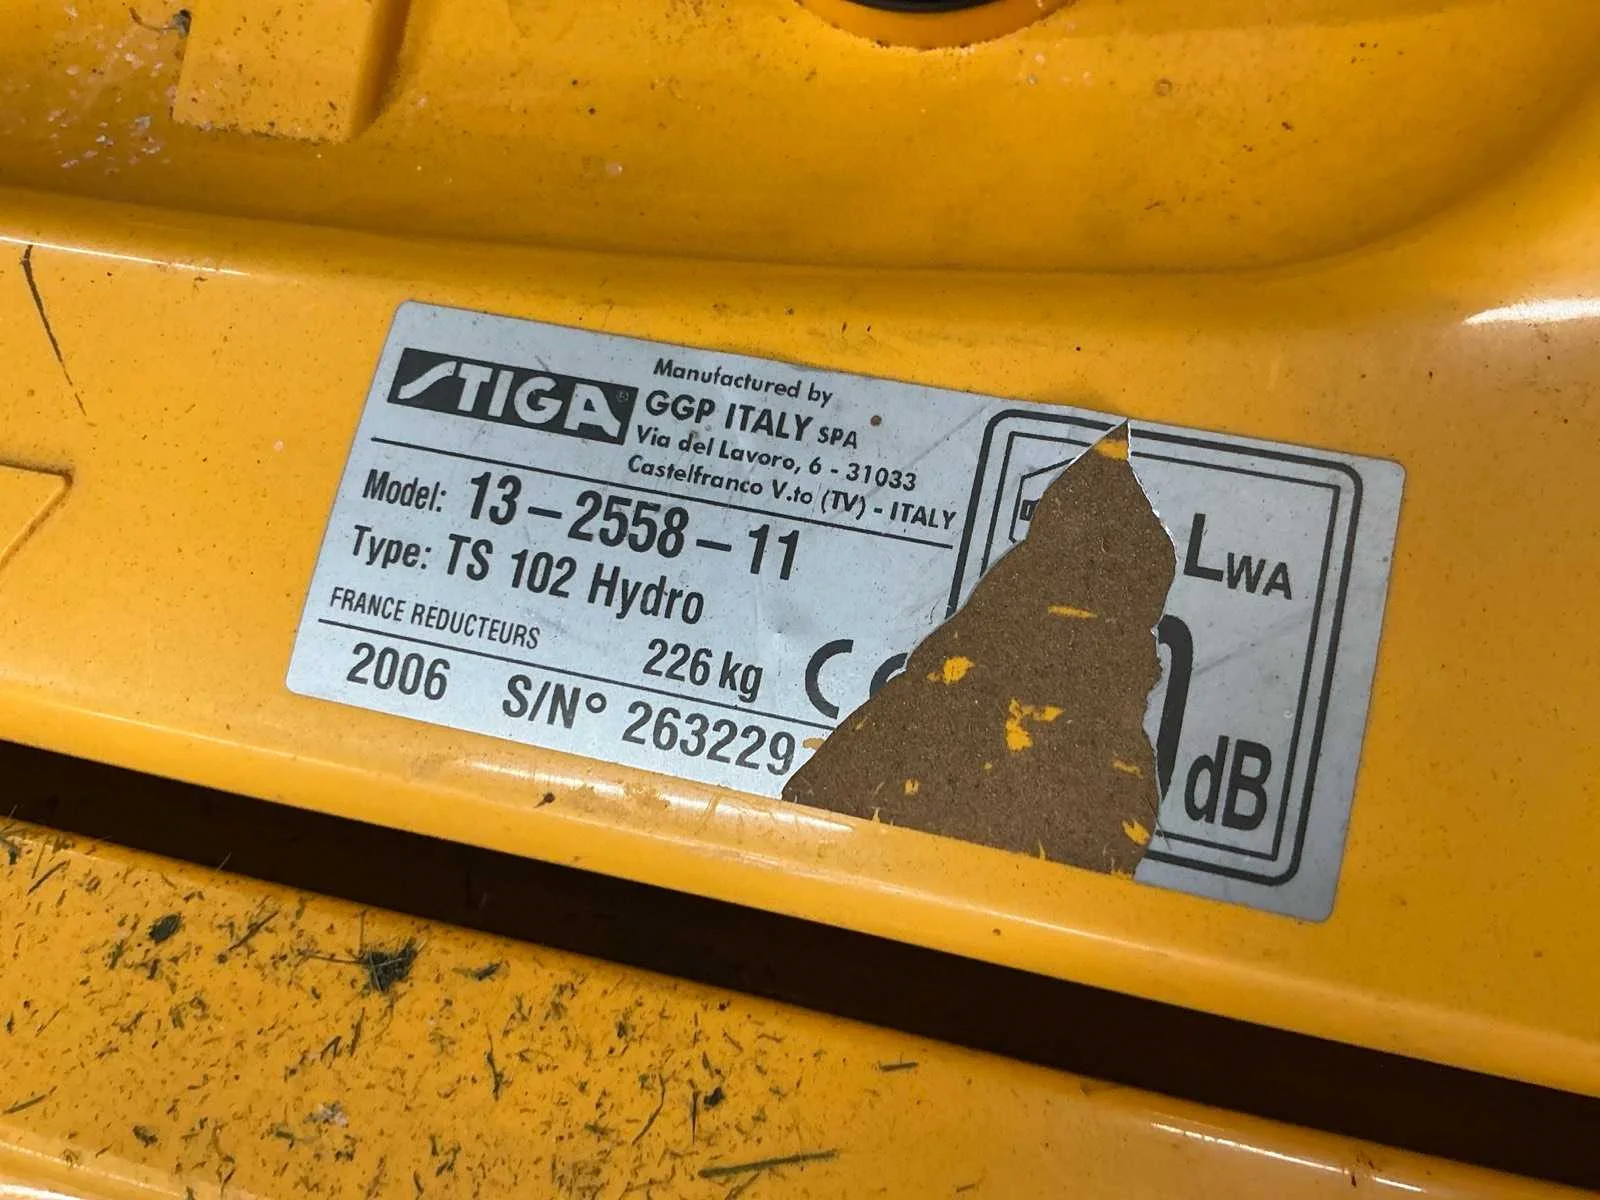 STIGA®
Manufactured by
GGP ITALY SPA
Via del Lavoro, 6 - 31033
Castelfranco V.to (TV) - ITALY
Model: 13-2558-11
Type: TS 102 Hydro
FRANCE REDUCTEURS
226 kg
2006 S/N° 263229
LWA
dB